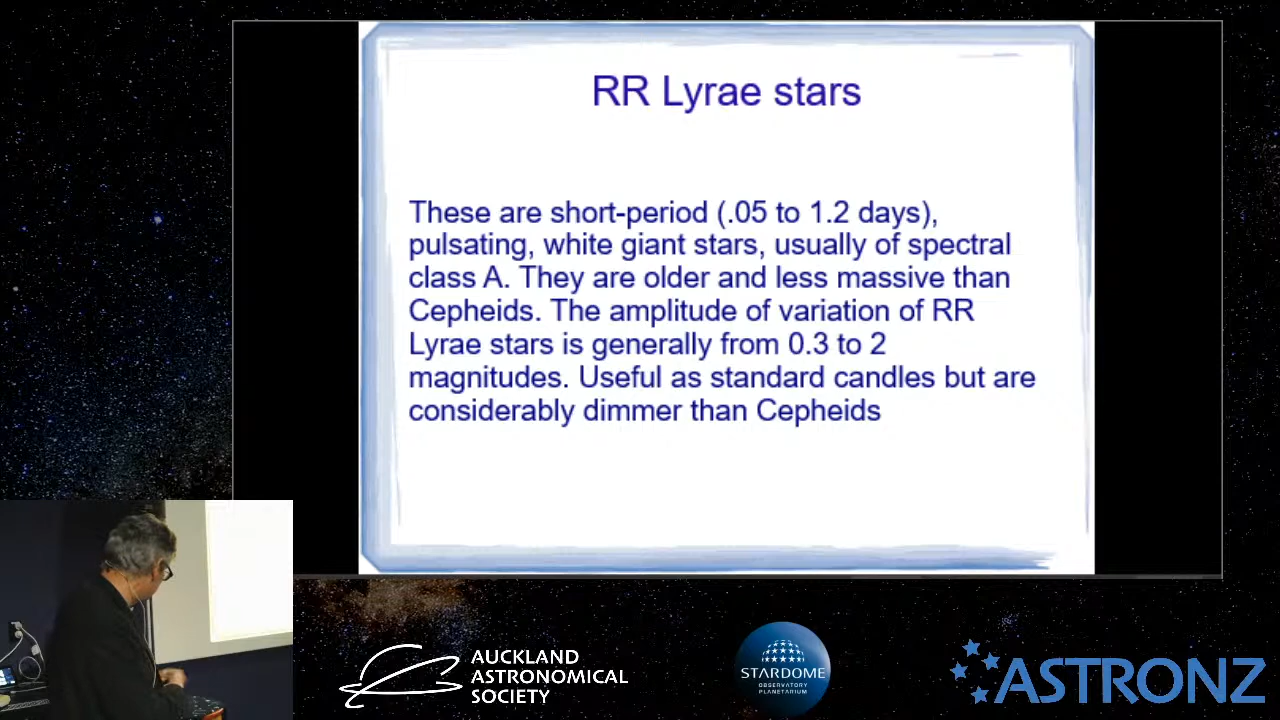 RR Lyrae stars
These are short-period (.05 to 1.2 days),
pulsating, white giant stars, usually of spectral
class A. They are older and less massive than
Cepheids. The amplitude of variation of RR
Lyrae stars is generally from 0.3 to 2
magnitudes. Useful as standard candles but are
considerably dimmer than Cepheids
AUCKLAND
ASTRONOMICAL
SOCIETY
STARDOME
OBSERVATORY
PLANETARIUM
ASTRONZ